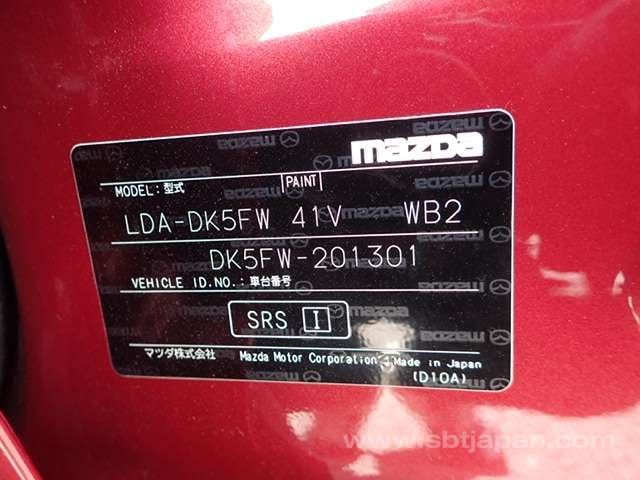 mazda
MODEL: 型式 PAINT
LDA-DK5FW 41V WB2
DK5FW-201301
VEHICLE ID.NO.: 車台番号
SRS I
マツダ株式会社 Mazda Motor Corporation Made in Japan
(D10A)
www.sbtjapan.com